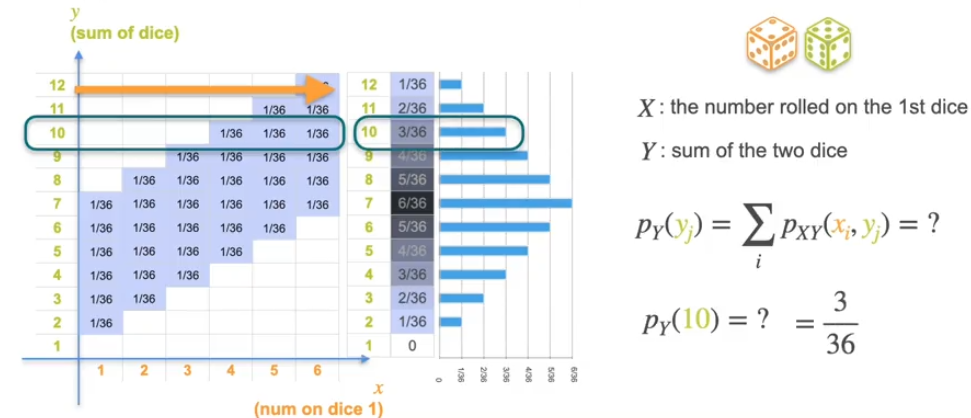 y
(sum of dice)
12 12 1/36
11 1/36 1/36 11 2/36
10 1/36 1/36 1/36 10 3/36
9 1/36 1/36 1/36 1/36 9 4/36
8 1/36 1/36 1/36 1/36 1/36 8 5/36
7 1/36 1/36 1/36 1/36 1/36 1/36 7 6/36
6 1/36 1/36 1/36 1/36 1/36 6 5/36
5 1/36 1/36 1/36 1/36 5 4/36
4 1/36 1/36 1/36 4 3/36
3 1/36 1/36 3 2/36
2 1/36 2 1/36
1 1 0
1 2 3 4 5 6
0 1/36 2/36 3/36 4/36 5/36 6/36
x
(num on dice 1)
X : the number rolled on the 1st dice
Y : sum of the two dice
p_Y(y_j) = ∑_i p_XY(x_i, y_j) = ?
p_Y(10) = ? = 3/36